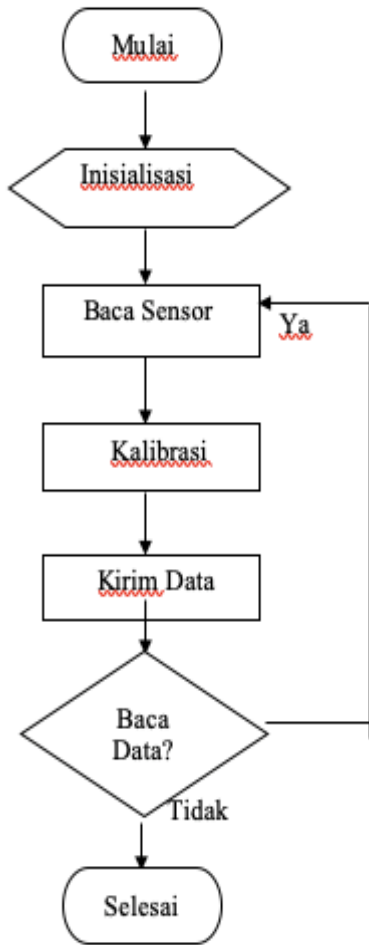 Mulai
Inisialisasi
Baca Sensor
Ya
Kalibrasi
Kirim Data
Baca
Data?
Tidak
Selesai